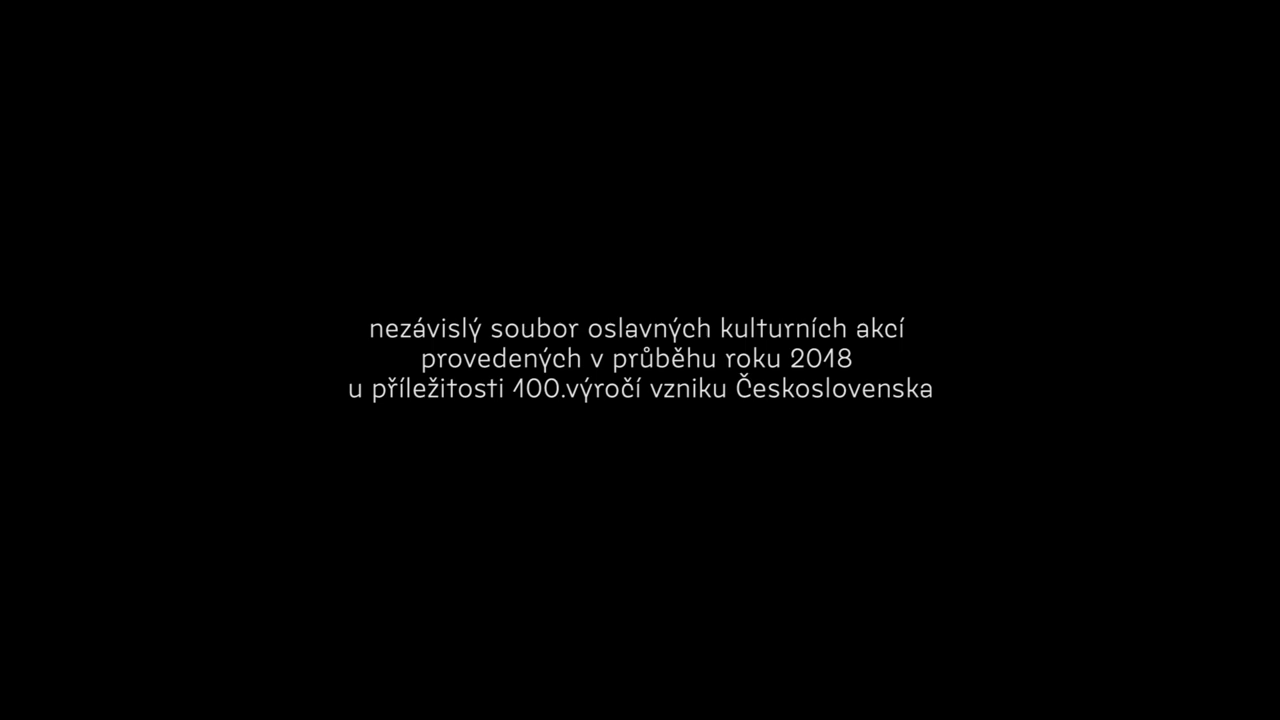 nezávislý soubor oslavných kulturních akcí
provedených v průběhu roku 2018
u příležitosti 100.výročí vzniku Československa